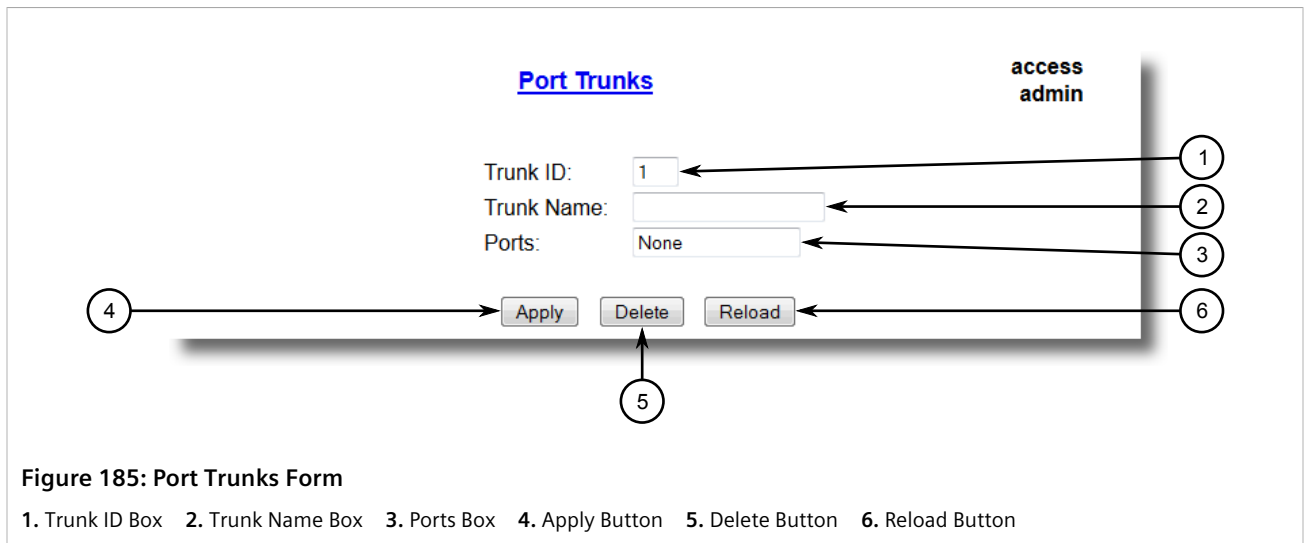 Port Trunks
access
admin
Trunk ID: 1
1
Trunk Name:
2
Ports: None
3
4
Apply Delete Reload
6
5
Figure 185: Port Trunks Form
1. Trunk ID Box 2. Trunk Name Box 3. Ports Box 4. Apply Button 5. Delete Button 6. Reload Button